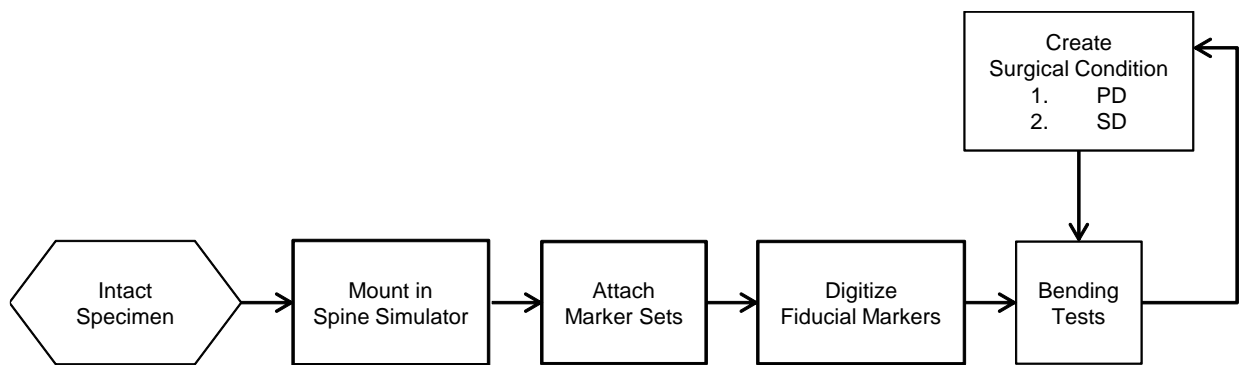 Create
Surgical Condition
1. PD
2. SD
Intact
Specimen
Mount in
Spine Simulator
Attach
Marker Sets
Digitize
Fiducial Markers
Bending
Tests